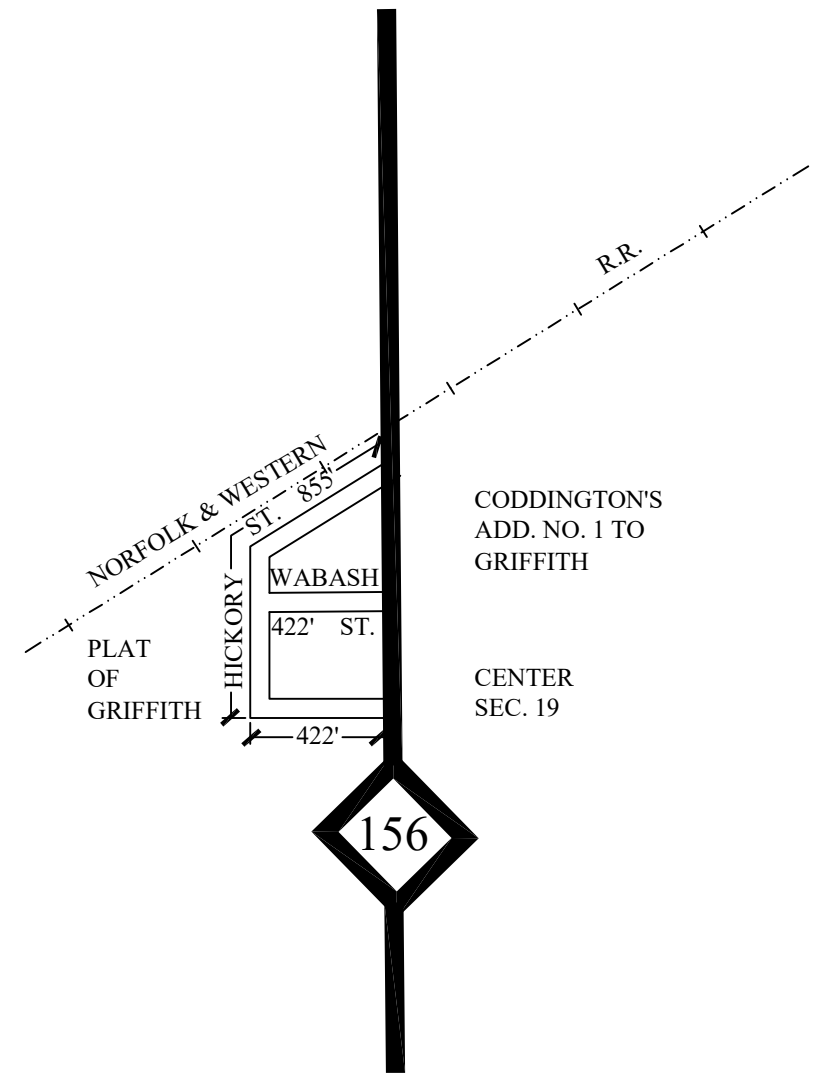 R.R.
NORFOLK & WESTERN
ST. 855'
CODDINGTON'S
ADD. NO. 1 TO
GRIFFITH
WABASH
422' ST.
HICKORY
PLAT
OF
GRIFFITH
CENTER
SEC. 19
422'
156